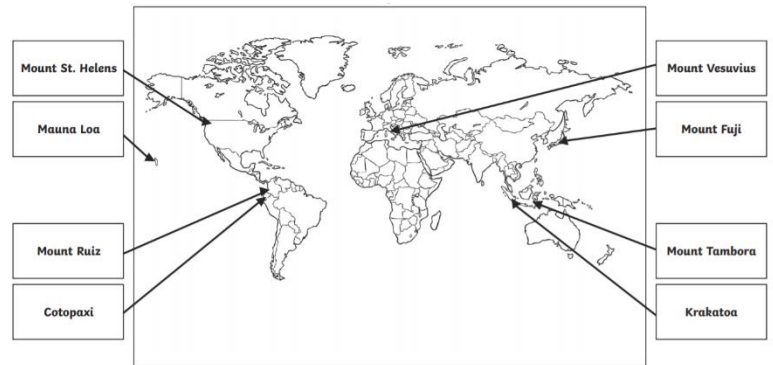 Mount St. Helens
Mauna Loa
Mount Ruiz
Cotopaxi
Mount Vesuvius
Mount Fuji
Mount Tambora
Krakatoa